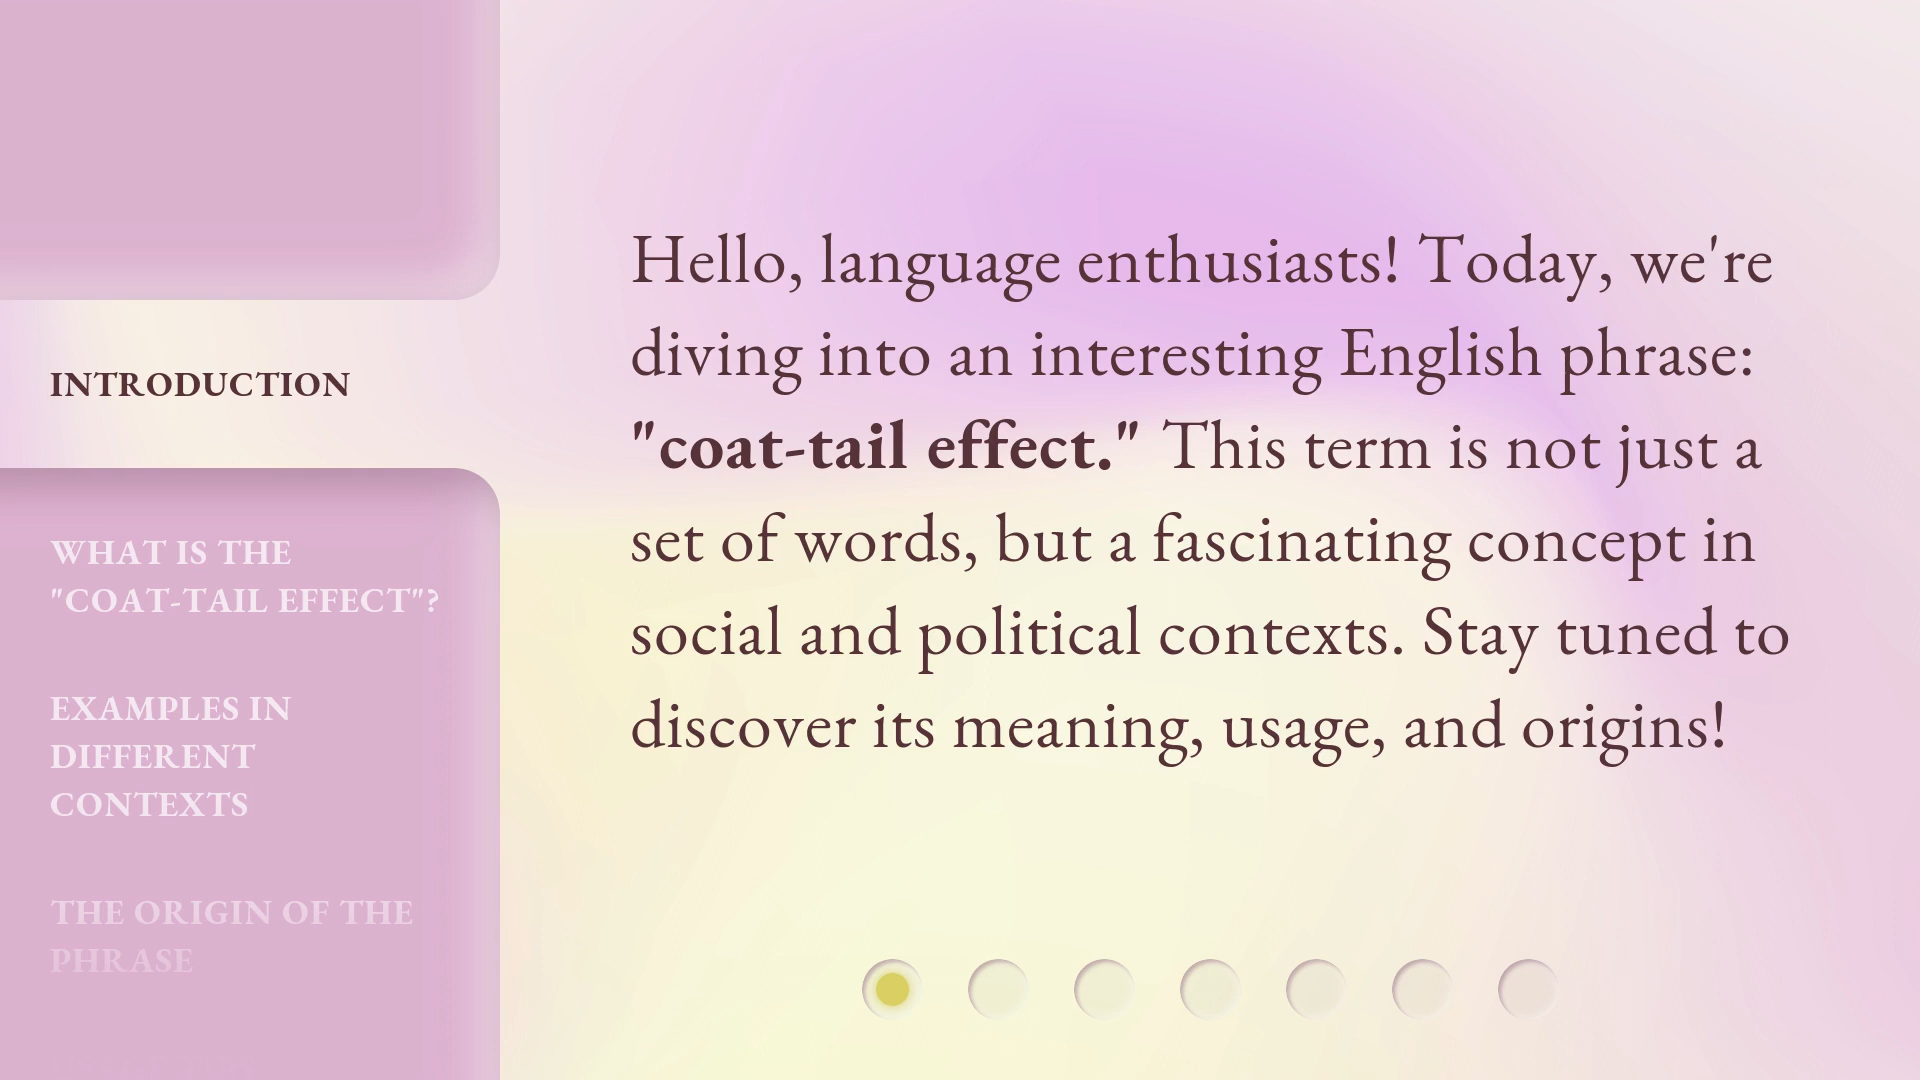 INTRODUCTION
WHAT IS THE
"COAT-TAIL EFFECT"?
EXAMPLES IN
DIFFERENT
CONTEXTS
THE ORIGIN OF THE
PHRASE
Hello, language enthusiasts! Today, we're
diving into an interesting English phrase:
"coat-tail effect." This term is not just a
set of words, but a fascinating concept in
social and political contexts. Stay tuned to
discover its meaning, usage, and origins!